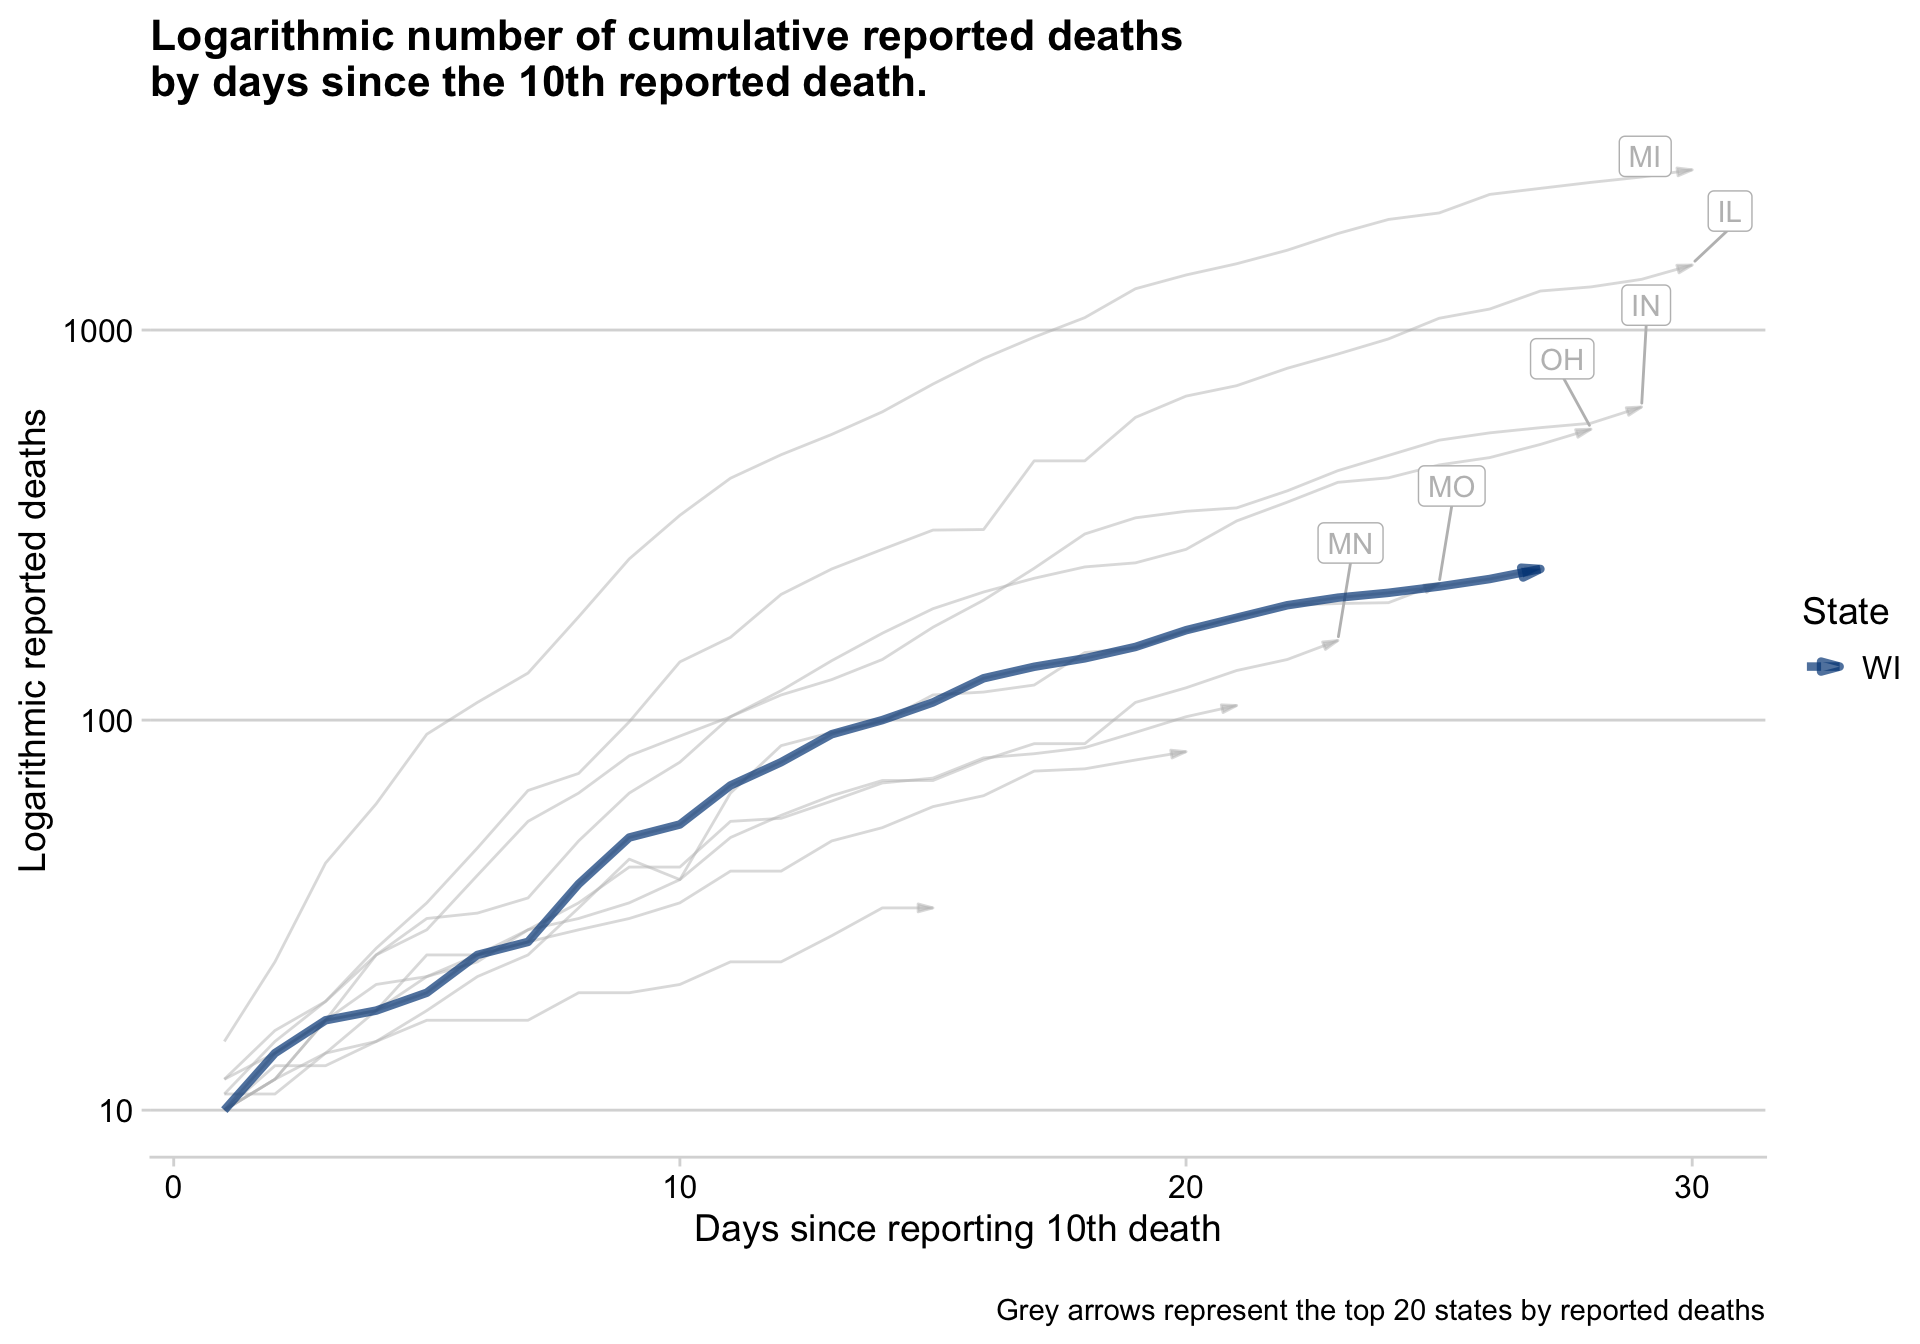 Logarithmic number of cumulative reported deaths
by days since the 10th reported death.
MI
IL
IN
OH
MO
MN
1000
100
10
Logarithmic reported deaths
0 10 20 30
Days since reporting 10th death
State
WI
Grey arrows represent the top 20 states by reported deaths